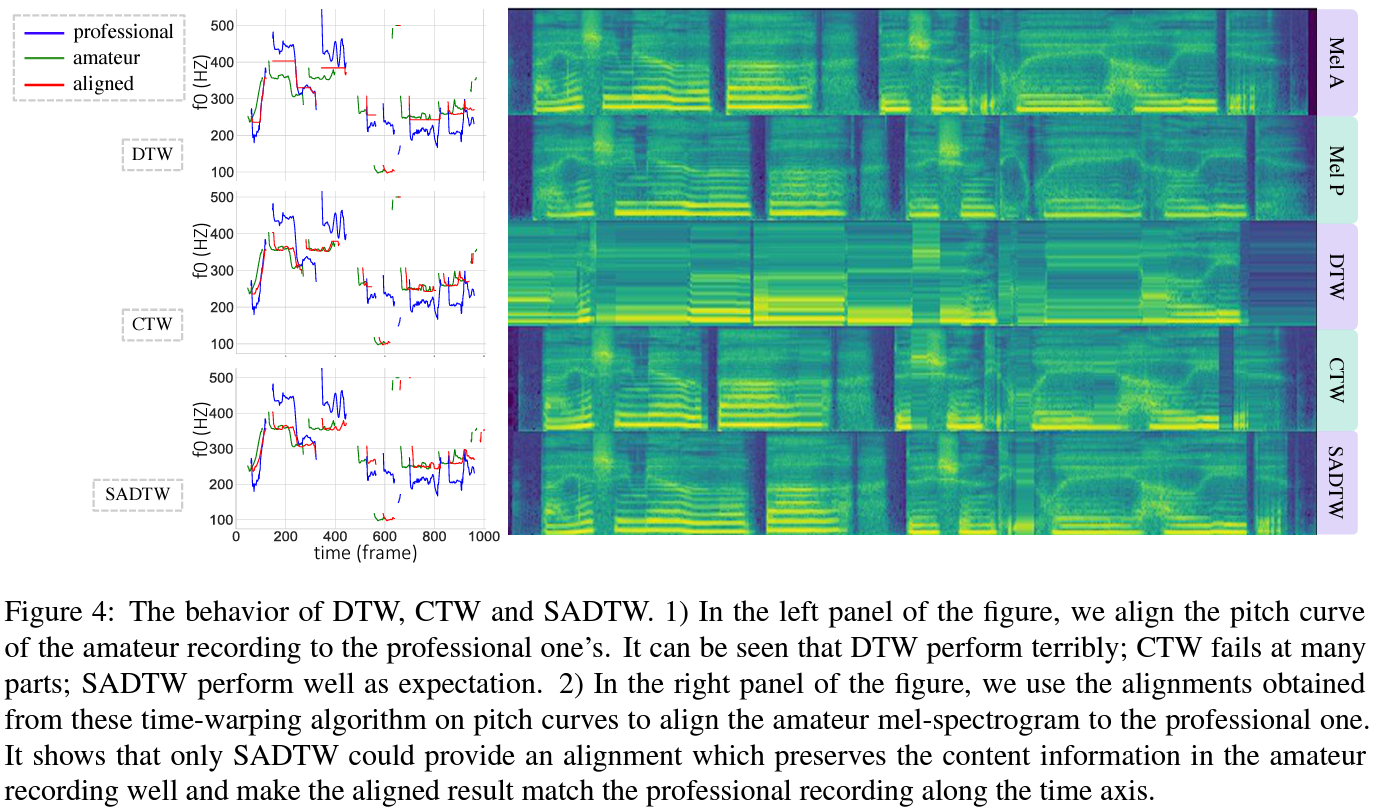 professional
amateur
aligned
f0 (HZ)
500
400
300
200
100
DTW
f0 (HZ)
500
400
300
200
100
CTW
f0 (HZ)
500
400
300
200
100
SADTW
0
200
400
600
800
1000
time (frame)
Mel A
Mel P
DTW
CTW
SADTW
Figure 4: The behavior of DTW, CTW and SADTW. 1) In the left panel of the figure, we align the pitch curve
of the amateur recording to the professional one's. It can be seen that DTW perform terribly; CTW fails at many
parts; SADTW perform well as expectation. 2) In the right panel of the figure, we use the alignments obtained
from these time-warping algorithm on pitch curves to align the amateur mel-spectrogram to the professional one.
It shows that only SADTW could provide an alignment which preserves the content information in the amateur
recording well and make the aligned result match the professional recording along the time axis.